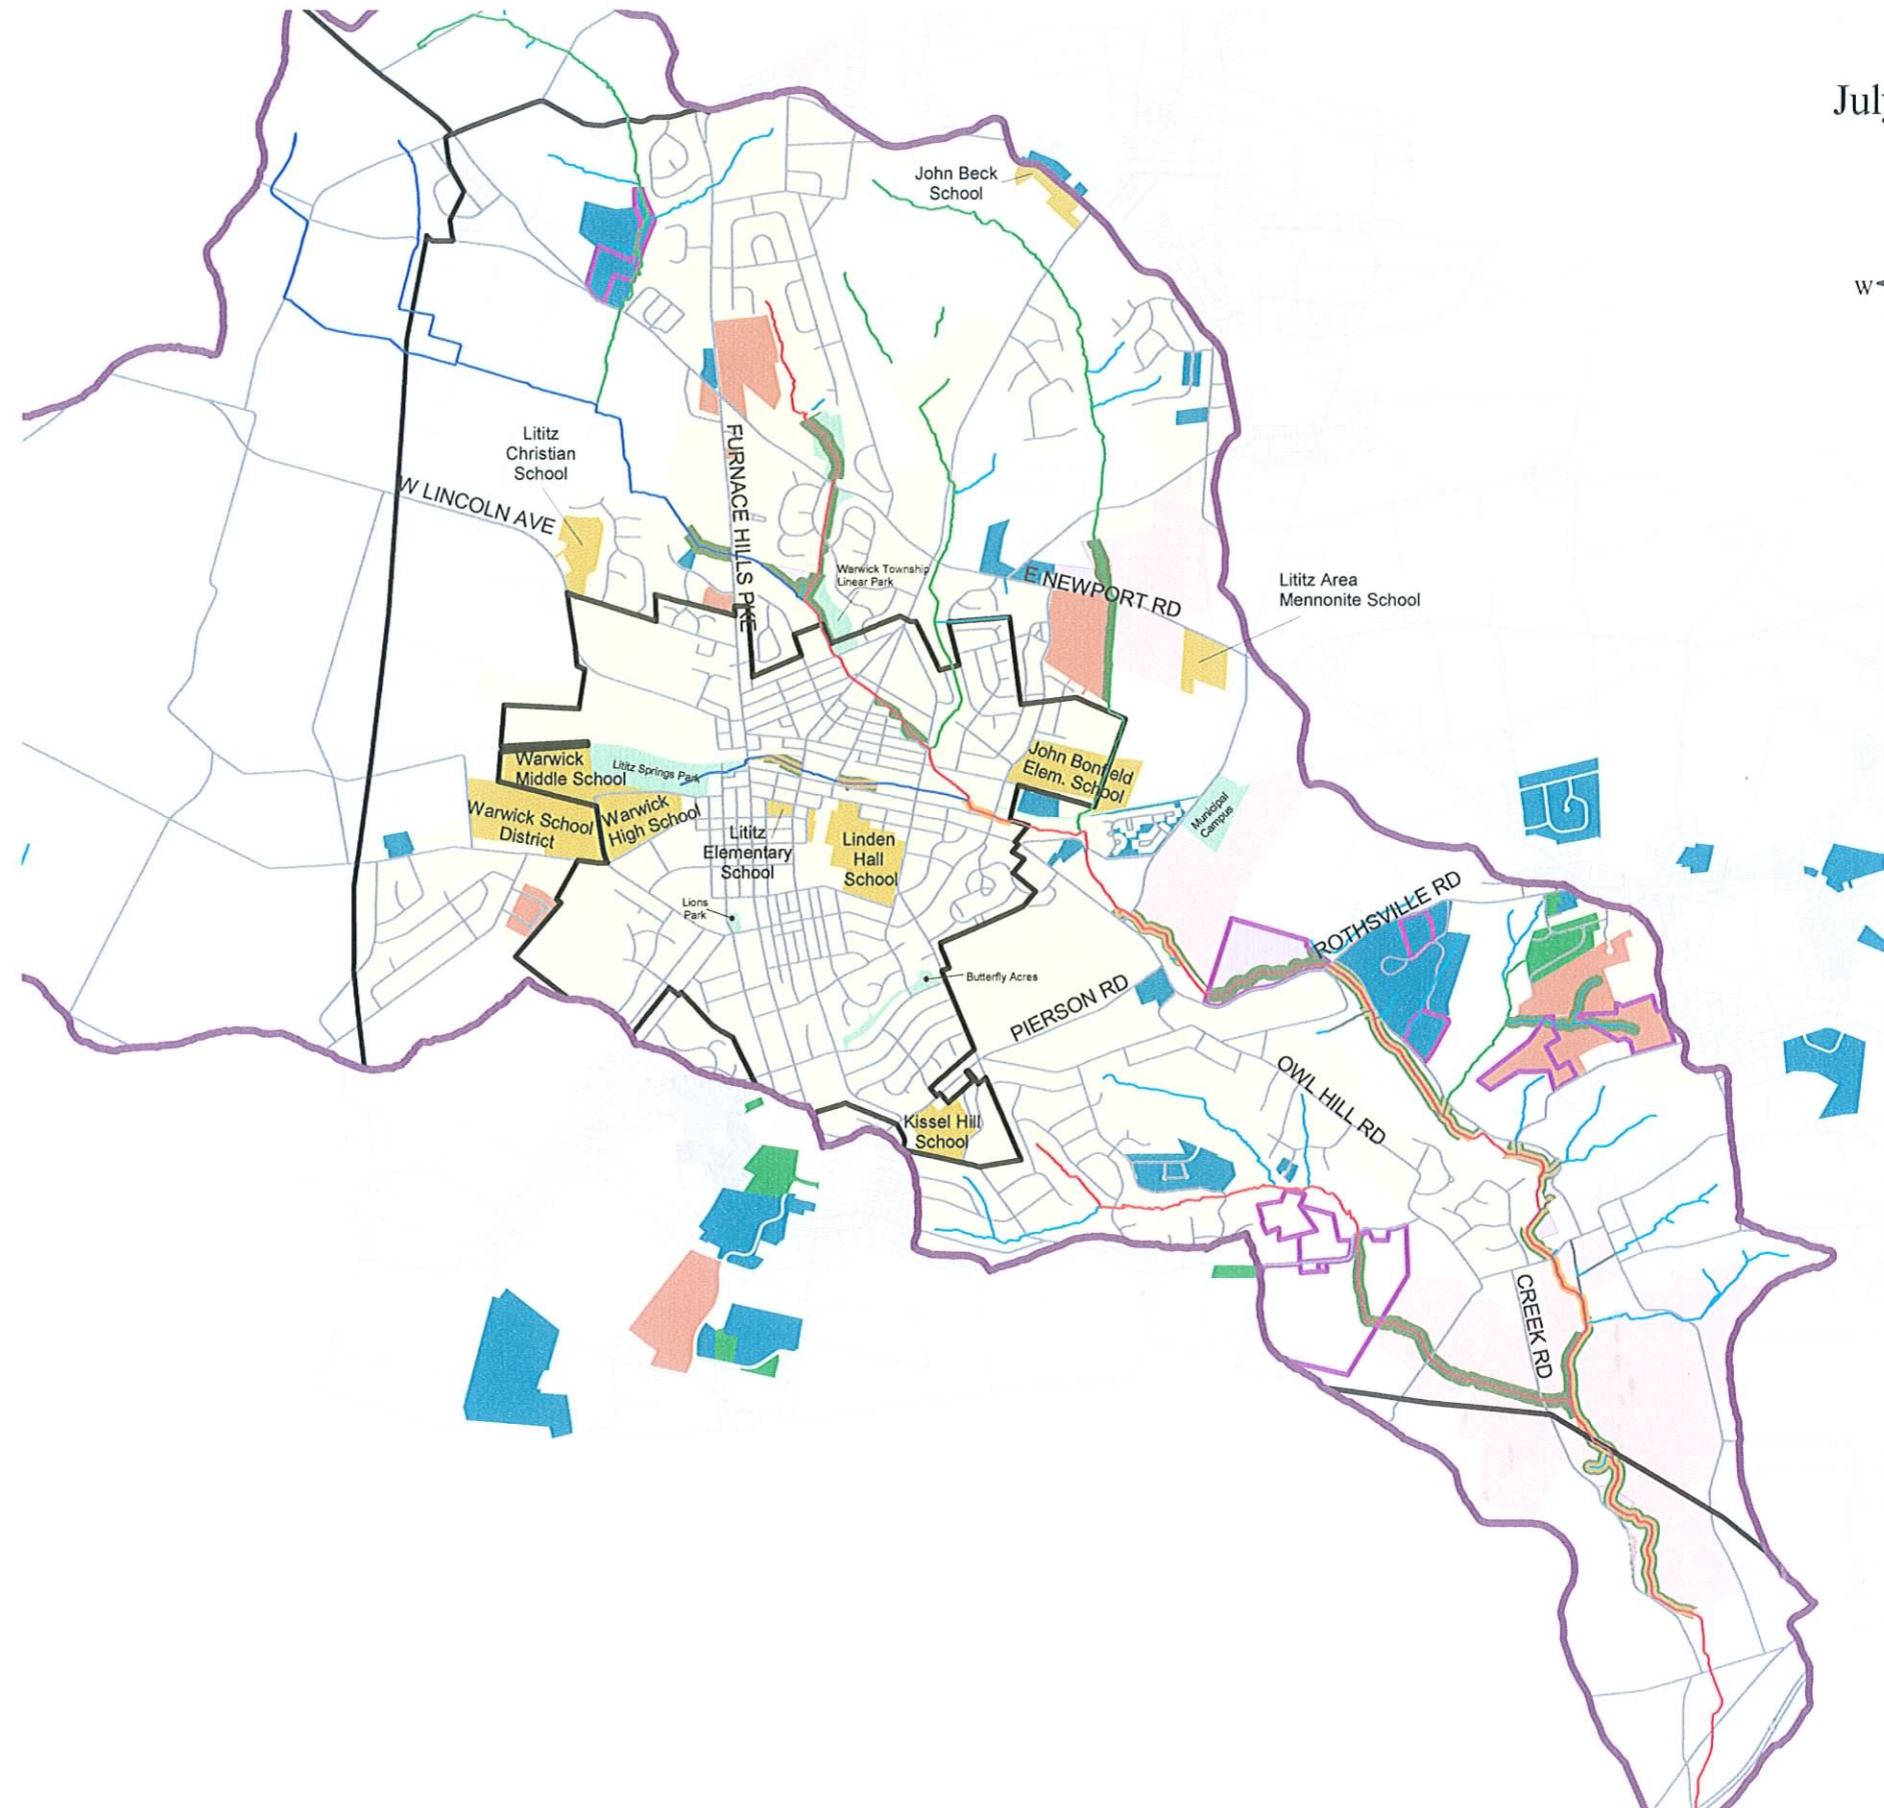 July
W
John Beck
School
Lititz
Christian
School
W LINCOLN AVE
FURNACE HILLS PKE
Warwick Township
Linear Park
E NEWPORT RD
Lititz Area
Mennonite School
Warwick
Middle School
Lititz Springs Park
John Bonfield
Elem. School
Warwick School
District
Warwick
High School
Lititz
Elementary
School
Linden
Hall
School
Municipal
Campus
Lions
Park
Butterfly Acres
ROTHSVILLE RD
PIERSON RD
OWL HILL RD
Kissel Hill
School
CREEK RD